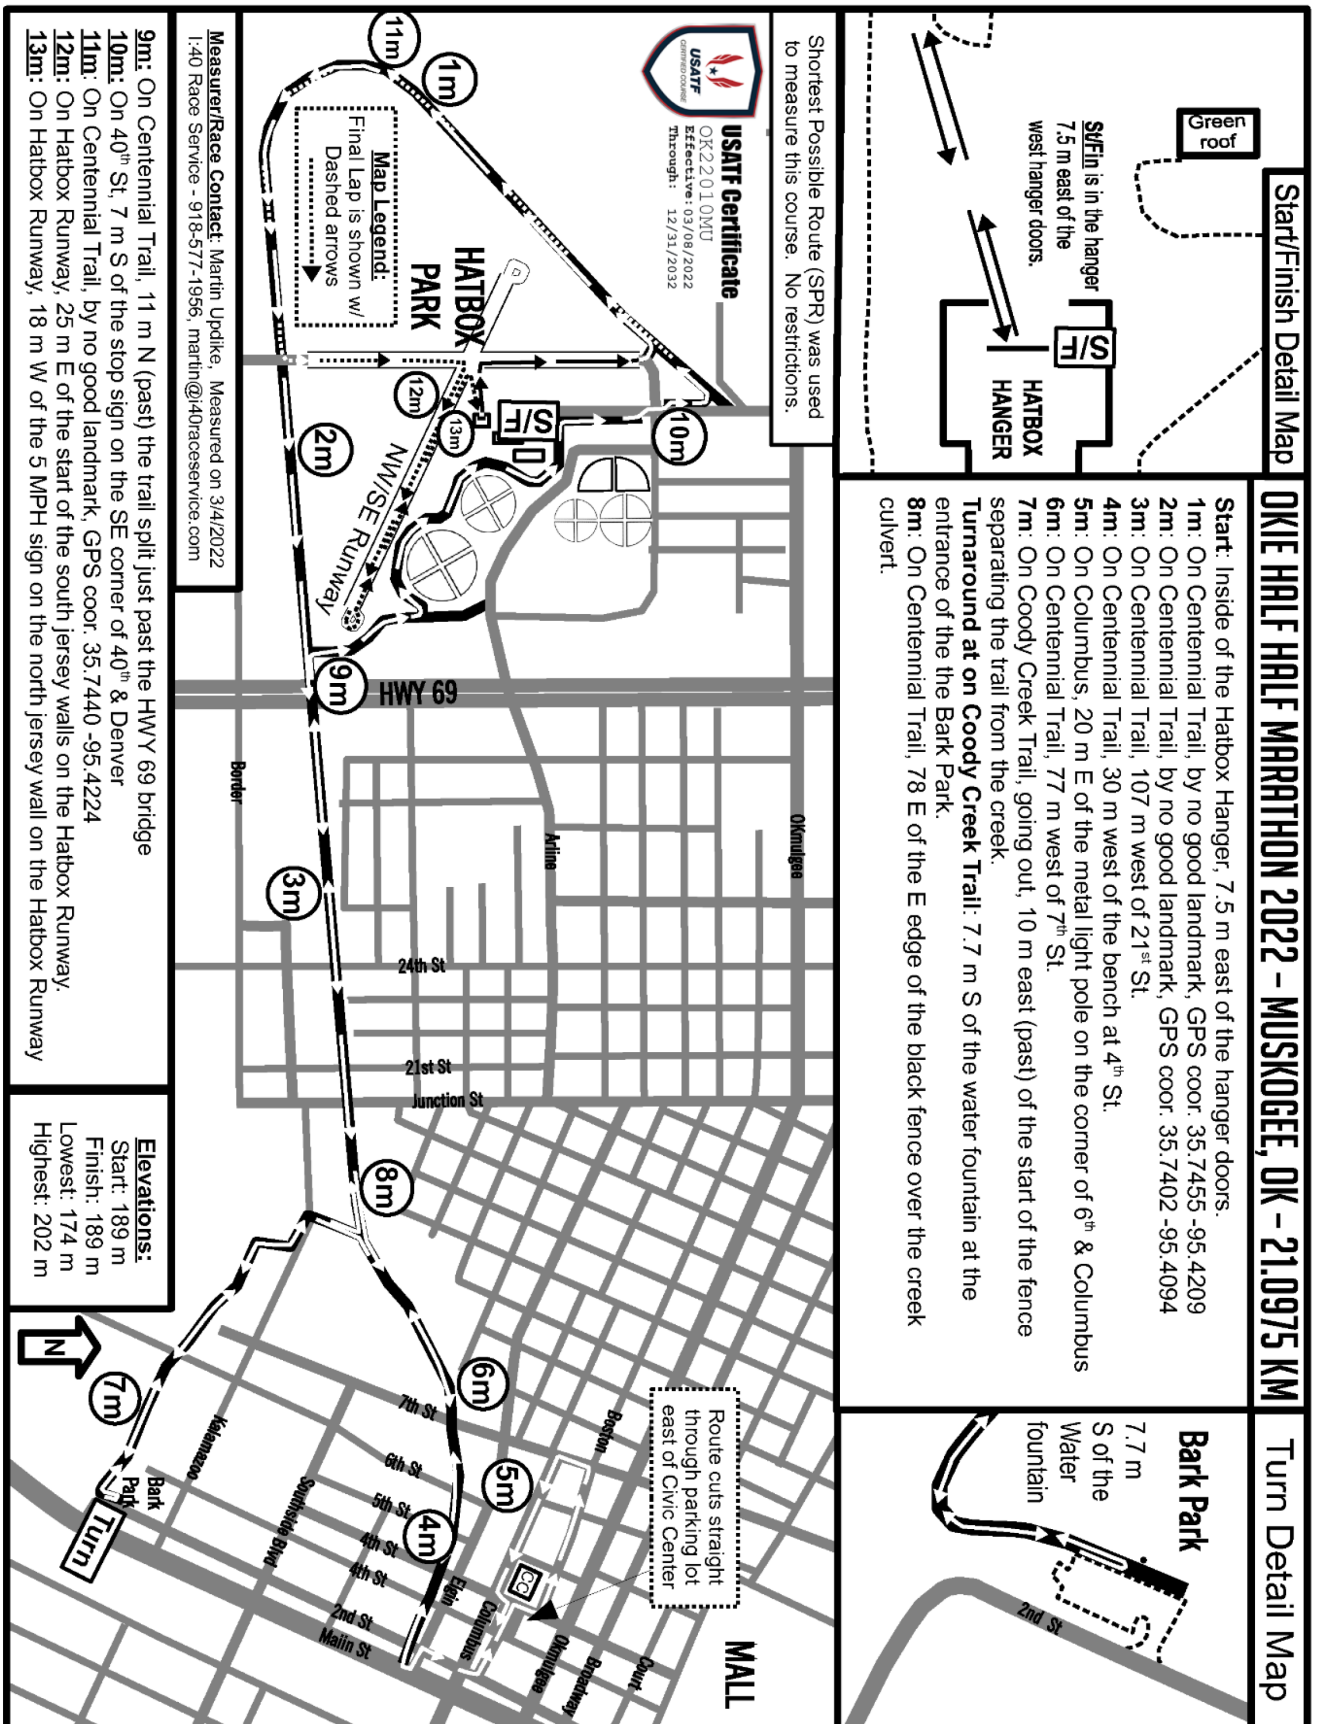 Start/Finish Detail Map
Green
roof
St/Fin is in the hanger
7.5 m east of the
west hanger doors.
S/F
HATBOX
HANGER
OKIE HALF HALF MARATHON 2022 – MUSKOGEE, OK – 21.0975 KM
Start: Inside of the Hatbox Hanger, 7.5 m east of the hanger doors.
1m: On Centennial Trail, by no good landmark, GPS coor. 35.7455 -95.4209
2m: On Centennial Trail, by no good landmark, GPS coor. 35.7402 -95.4094
3m: On Centennial Trail, 107 m west of 21st St.
4m: On Centennial Trail, 30 m west of the bench at 4th St.
5m: On Columbus, 20 m E of the metal light pole on the corner of 6th & Columbus
6m: On Centennial Trail, 77 m west of 7th St.
7m: On Coody Creek Trail, going out, 10 m east (past) of the start of the fence
separating the trail from the creek.
Turnaround at on Coody Creek Trail: 7.7 m S of the water fountain at the
entrance of the the Bark Park.
8m: On Centennial Trail, 78 E of the E edge of the black fence over the creek
culvert.
Turn Detail Map
Bark Park
7.7 m
S of the
Water
fountain
2nd St
Shortest Possible Route (SPR) was used
to measure this course. No restrictions.
USATF
CERTIFIED COURSE
USATF Certificate
OK22010MU
Effective: 03/08/2022
Through: 12/31/2032
11m
1m
Map Legend:
Final Lap is shown w/
Dashed arrows
HATBOX
PARK
12m
13m
S/F
10m
2m
NW/SE Runway
9m
HWY 69
Border
Arline
OKmulgee
3m
24th St
21st St
Junction St
8m
6m
7m
5m
4m
7th St
6th St
5th St
4th St
4th St
2nd St
Maiin St
Kalamazoo
Southside Blvd
Elgin
Columbus
Boston
Okmulgee
Broadway
Court
CC
Bark
Park
Turn
Route cuts straight
through parking lot
east of Civic Center
MALL
Measurer/Race Contact: Martin Updike, Measured on 3/4/2022
I:40 Race Service - 918-577-1956, martin@i40raceservice.com
9m: On Centennial Trail, 11 m N (past) the trail split just past the HWY 69 bridge
10m: On 40th St, 7 m S of the stop sign on the SE corner of 40th & Denver
11m: On Centennial Trail, by no good landmark, GPS coor. 35.7440 -95.4224
12m: On Hatbox Runway, 25 m E of the start of the south jersey walls on the Hatbox Runway.
13m: On Hatbox Runway, 18 m W of the 5 MPH sign on the north jersey wall on the Hatbox Runway
Elevations:
Start: 189 m
Finish: 189 m
Lowest: 174 m
Highest: 202 m
N